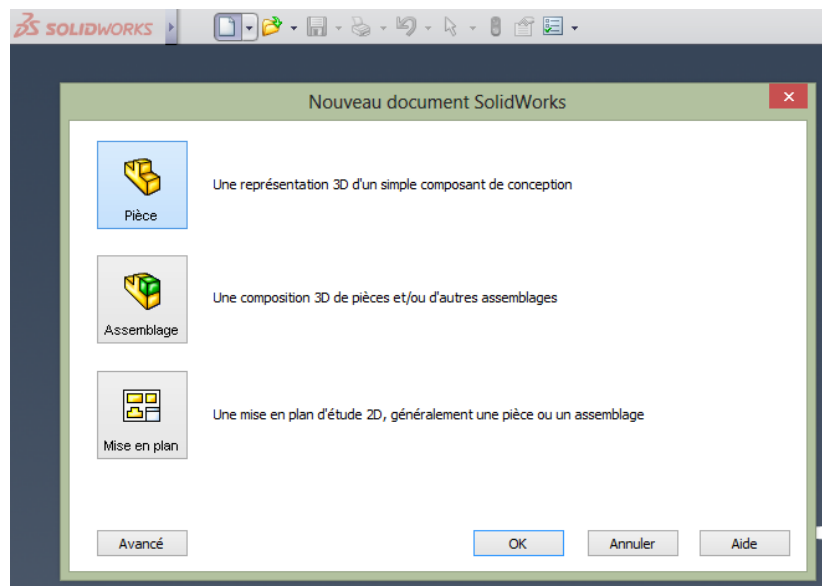 SOLIDWORKS
Nouveau document SolidWorks
Pièce
Une représentation 3D d'un simple composant de conception
Assemblage
Une composition 3D de pièces et/ou d'autres assemblages
Mise en plan
Une mise en plan d'étude 2D, généralement une pièce ou un assemblage
Avancé
OK
Annuler
Aide